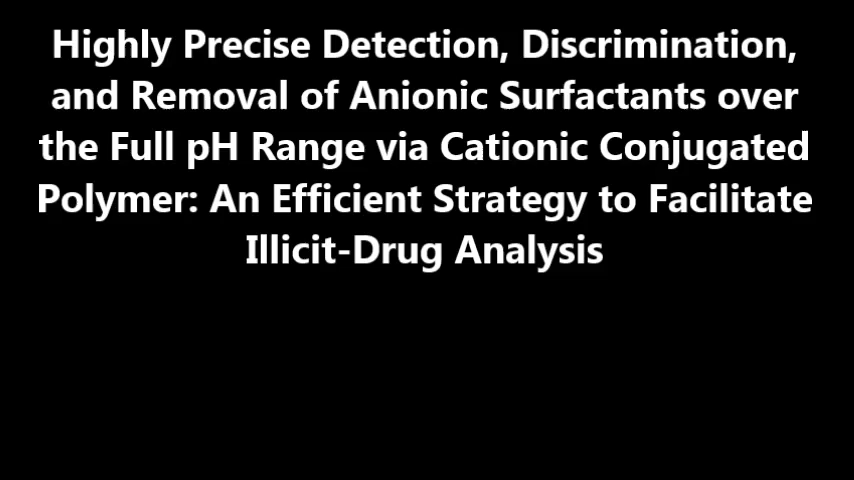 Highly Precise Detection, Discrimination,
and Removal of Anionic Surfactants over
the Full pH Range via Cationic Conjugated
Polymer: An Efficient Strategy to Facilitate
Illicit-Drug Analysis